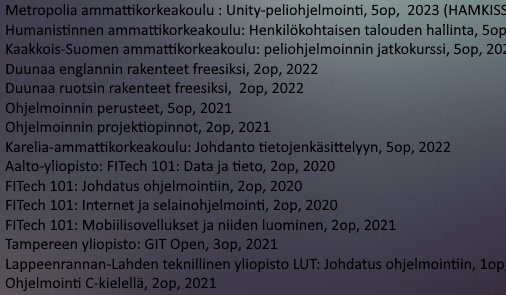 Metropolia ammattikorkeakoulu : Unity-peliohjelmointi, 5op,  2023 (HAMKISS
Humanistinnen ammattikorkeakoulu: Henkilökohtaisen talouden hallinta, 5op
Kaakkois-Suomen ammattikorkeakoulu: peliohjelmoinnin jatkokurssi, 5op, 202
Duunaa englannin rakenteet freesiksi, 2op, 2022
Duunaa ruotsin rakenteet freesiksi,  2op, 2022
Ohjelmoinnin perusteet, 5op, 2021
Ohjelmoinnin projektiopinnot, 2op, 2021
Karelia-ammattikorkeakoulu: Johdanto tietojenkäsittelyyn, 5op, 2022
Aalto-yliopisto: FITech 101: Data ja tieto, 2op, 2020
FITech 101: Johdatus ohjelmointiin, 2op, 2020
FITech 101: Internet ja selainohjelmointi, 2op, 2020
FITech 101: Mobiilisovellukset ja niiden luominen, 2op, 2021
Tampereen yliopisto: GIT Open, 3op, 2021
Lappeenrannan-Lahden teknillinen yliopisto LUT: Johdatus ohjelmointiin, 1op,
Ohjelmointi C-kielellä, 2op, 2021